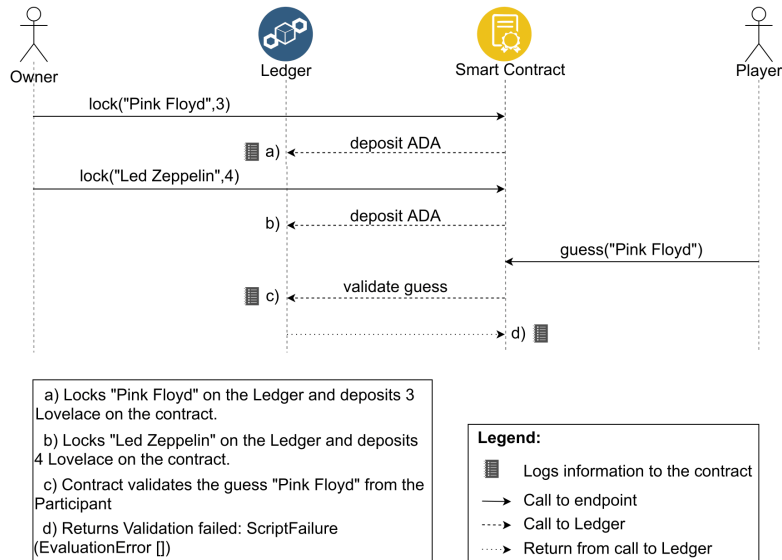 Owner
Ledger
Smart Contract
Player
lock("Pink Floyd",3)
a)
deposit ADA
lock("Led Zeppelin",4)
b)
deposit ADA
guess("Pink Floyd")
c)
validate guess
d)
a) Locks "Pink Floyd" on the Ledger and deposits 3
Lovelace on the contract.
b) Locks "Led Zeppelin" on the Ledger and deposits
4 Lovelace on the contract.
c) Contract validates the guess "Pink Floyd" from the
Participant
d) Returns Validation failed: ScriptFailure
(EvaluationError [])
Legend:
Logs information to the contract
Call to endpoint
Call to Ledger
Return from call to Ledger